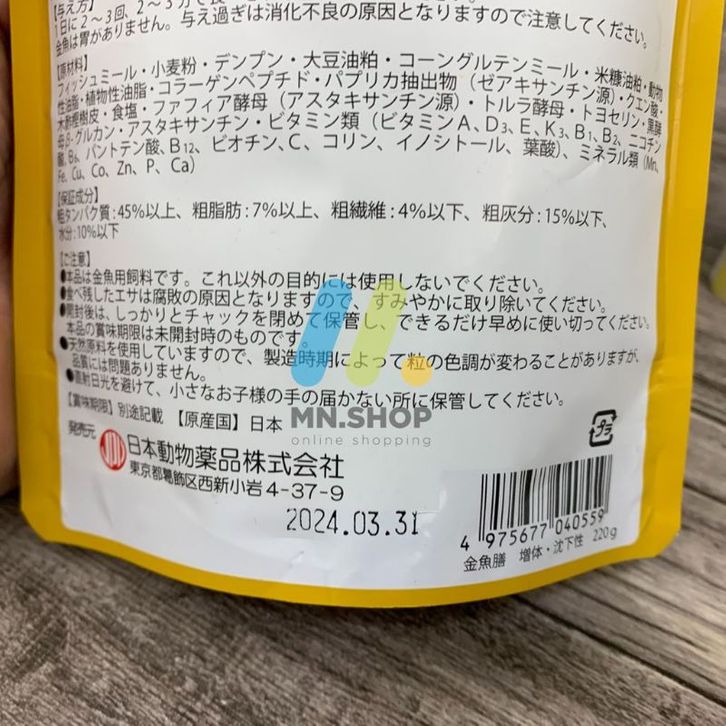 【与え方】
1日に2〜3回、2〜3分で
金魚は胃がありません。与え過ぎは消化不良の原因となりますので注意してください。
【原材料】
フィッシュミール・小麦粉・デンプン・大豆油粕・コーングルテンミール・米糠油粕・動物
性油脂・植物性油脂・コラーゲンペプチド・パプリカ抽出物（ゼアキサンチン源）・クエン酸・
木酢樫樹皮・食塩・ファフィア酵母（アスタキサンチン源）・トルラ酵母・トヨセリン・黒酵
母β-グルカン・アスタキサンチン・ビタミン類（ビタミンA、D3、E、K3、B1、B2、ニコチン
酸、B6、パントテン酸、B12、ビオチン、C、コリン、イノシトール、葉酸）、ミネラル類（Mn、
Fe、Cu、Co、Zn、P、Ca）
【保証成分】
粗タンパク質：45%以上、粗脂肪：7%以上、粗繊維：4%以下、粗灰分：15%以下、
水分：10%以下
【ご注意】
●本品は金魚用飼料です。これ以外の目的には使用しないでください。
●食べ残したエサは腐敗の原因となりますので、すみやかに取り除いてください。
●開封後は、しっかりとチャックを閉めて保管し、できるだけ早めに使い切ってください。
本品の賞味期限は未開封時のものです。
●天然原料を使用していますので、製造時期によって粒の色調が変わることがありますが、
品質には問題ありません。
●直射日光を避けて、小さなお子様の手の届かない所に保管してください。
【賞味期限】別途記載 【原産国】日本
MN.SHOP
online shopping
発売元 JDC 日本動物薬品株式会社
東京都葛飾区西新小岩4-37-9
プラ
2024.03.31
4 975677 040559
金魚膳 増体・沈下性 220g